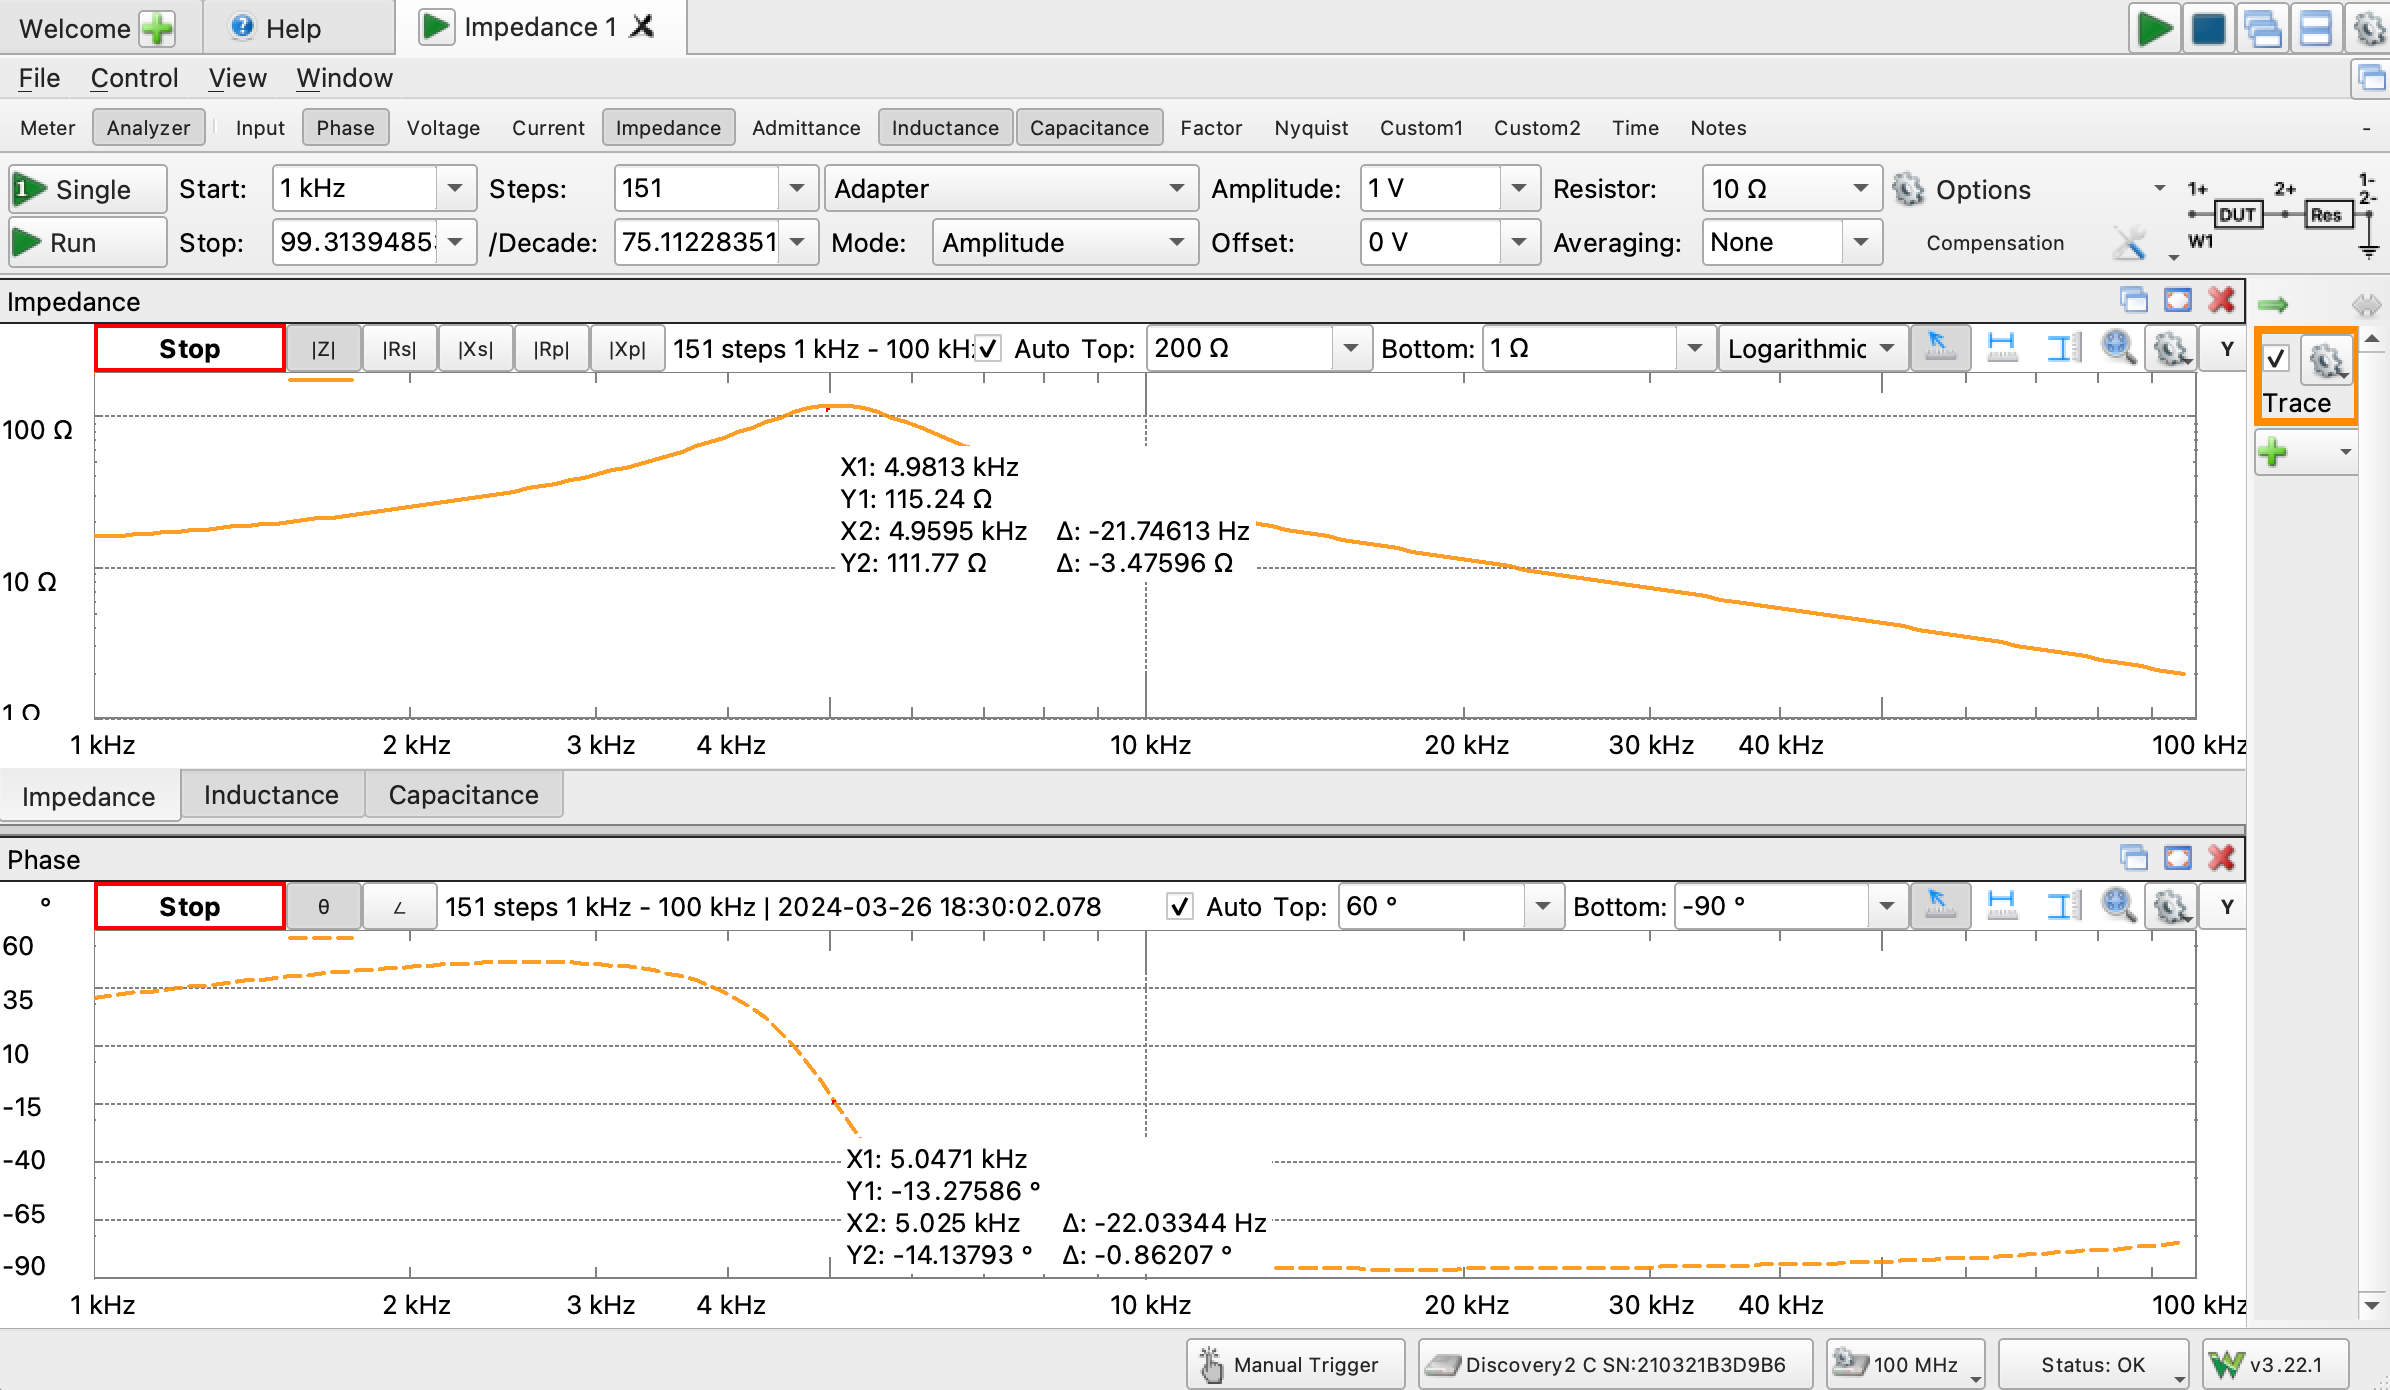 Welcome Help Impedance 1 X
File Control View Window
Meter Analyzer Input Phase Voltage Current Impedance Admittance Inductance Capacitance Factor Nyquist Custom1 Custom2 Time Notes -
1 Single Start: 1 kHz Steps: 151 Adapter Amplitude: 1 V Resistor: 10 Ω Options
Run Stop: 99.31394853 /Decade: 75.11228351 Mode: Amplitude Offset: 0 V Averaging: None Compensation
1+ 2+ 1-
2-
DUT Res
W1
Impedance
Stop |Z| |Rs| |Xs| |Rp| |Xp| 151 steps 1 kHz - 100 kH: Auto Top: 200 Ω Bottom: 1 Ω Logarithmic Y
Trace
100 Ω
10 Ω
1 Ω
X1: 4.9813 kHz
Y1: 115.24 Ω
X2: 4.9595 kHz Δ: -21.74613 Hz
Y2: 111.77 Ω Δ: -3.47596 Ω
1 kHz 2 kHz 3 kHz 4 kHz 10 kHz 20 kHz 30 kHz 40 kHz 100 kHz
Impedance Inductance Capacitance
Phase
° Stop θ ∠ 151 steps 1 kHz - 100 kHz | 2024-03-26 18:30:02.078 Auto Top: 60 ° Bottom: -90 ° Y
60
35
10
-15
-40
-65
-90
X1: 5.0471 kHz
Y1: -13.27586 °
X2: 5.025 kHz Δ: -22.03344 Hz
Y2: -14.13793 ° Δ: -0.86207 °
1 kHz 2 kHz 3 kHz 4 kHz 10 kHz 20 kHz 30 kHz 40 kHz 100 kHz
Manual Trigger Discovery2 C SN:210321B3D9B6 100 MHz Status: OK v3.22.1